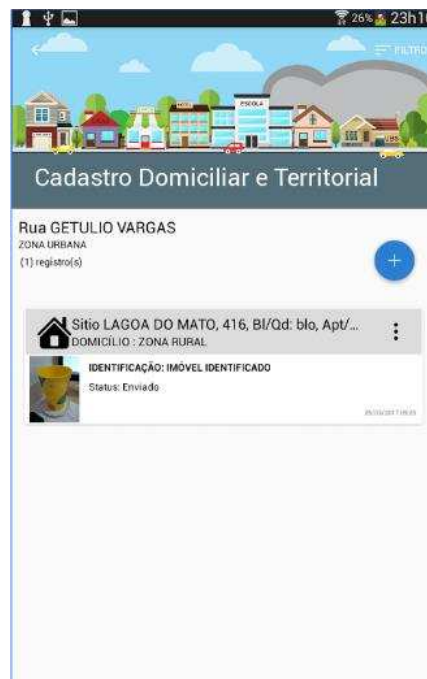 26% 23h10
FILTRO
ESCOLA
Cadastro Domiciliar e Territorial
Rua GETULIO VARGAS
ZONA URBANA
(1) registro(s)
+
Sitio LAGOA DO MATO, 416, Bl/Qd: blo, Apt/...
DOMICÍLIO : ZONA RURAL
IDENTIFICAÇÃO: IMÓVEL IDENTIFICADO
Status: Enviado